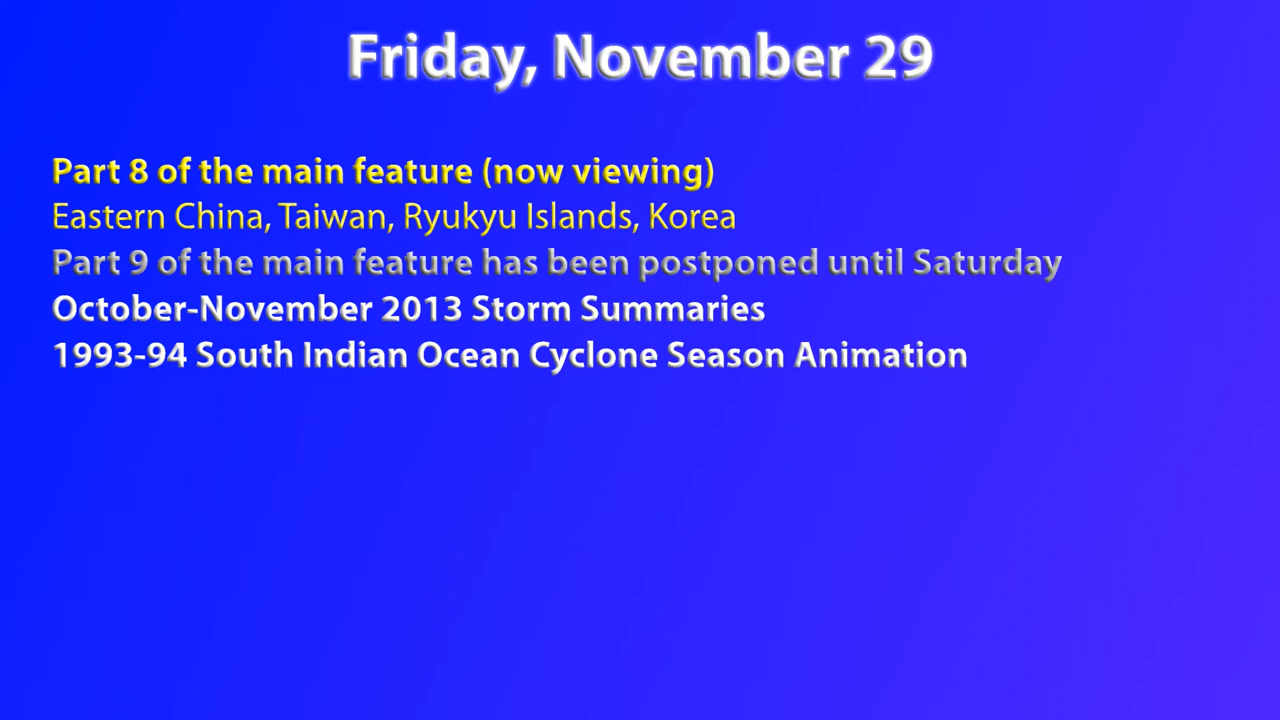 Friday, November 29
Part 8 of the main feature (now viewing)
Eastern China, Taiwan, Ryukyu Islands, Korea
Part 9 of the main feature has been postponed until Saturday
October-November 2013 Storm Summaries
1993-94 South Indian Ocean Cyclone Season Animation